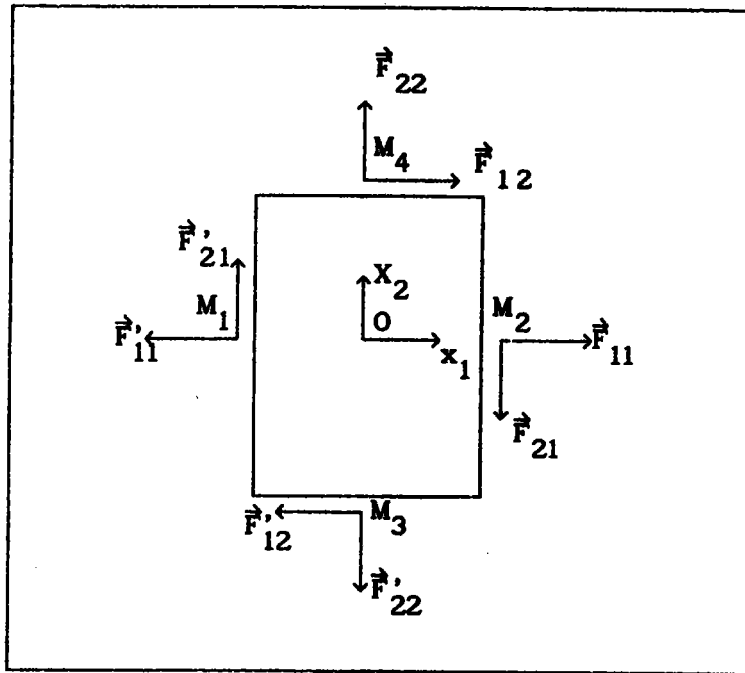 F⃗₂₂
M₄
F⃗₁₂
F⃗'₂₁
X₂
M₁
O
M₂
F⃗'₁₁
x₁
F⃗₁₁
F⃗₂₁
F⃗'₁₂
M₃
F⃗'₂₂